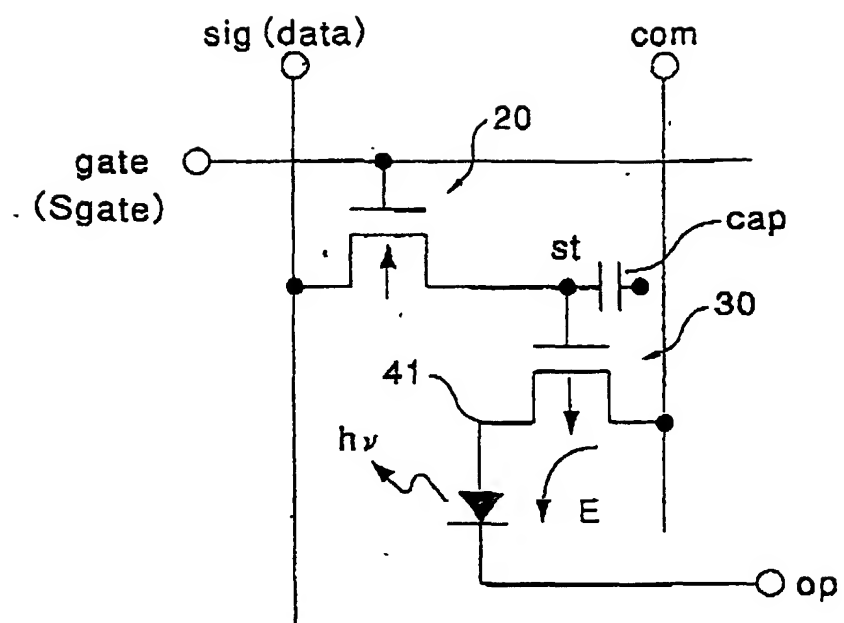 sig (data)
com
20
gate
(Sgate)
cap
st
30
41
hν
E
op